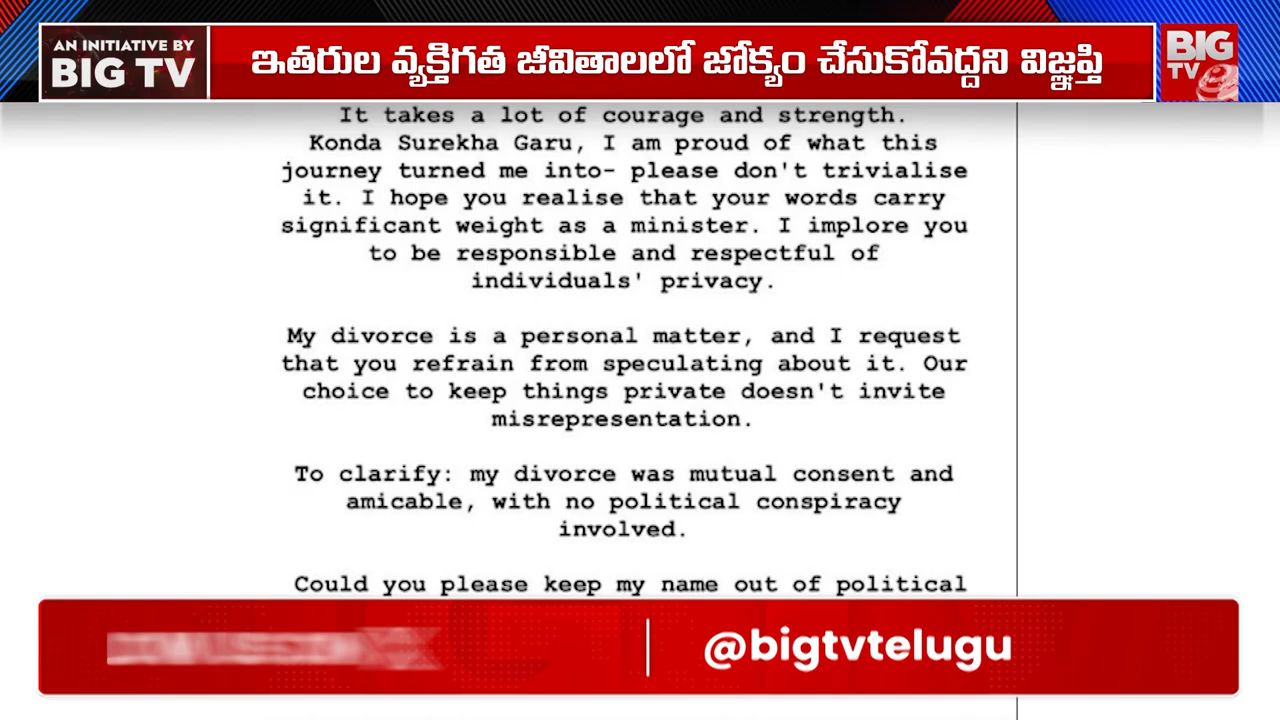 AN INITIATIVE BY
BIG TV
ఇతరుల వ్యక్తిగత జీవితాలలో జోక్యం చేసుకోవద్దని విజ్ఞప్తి
BIG
TV
It takes a lot of courage and strength.
Konda Surekha Garu, I am proud of what this
journey turned me into- please don't trivialise
it. I hope you realise that your words carry
significant weight as a minister. I implore you
to be responsible and respectful of
individuals' privacy.
My divorce is a personal matter, and I request
that you refrain from speculating about it. Our
choice to keep things private doesn't invite
misrepresentation.
To clarify: my divorce was mutual consent and
amicable, with no political conspiracy
involved.
Could you please keep my name out of political
@bigtvtelugu